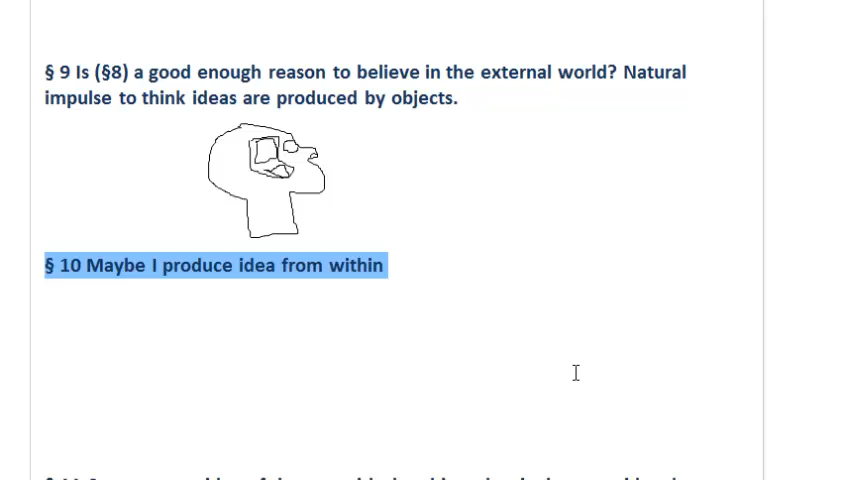 § 9 Is (§8) a good enough reason to believe in the external world? Natural
impulse to think ideas are produced by objects.
§ 10 Maybe I produce idea from within